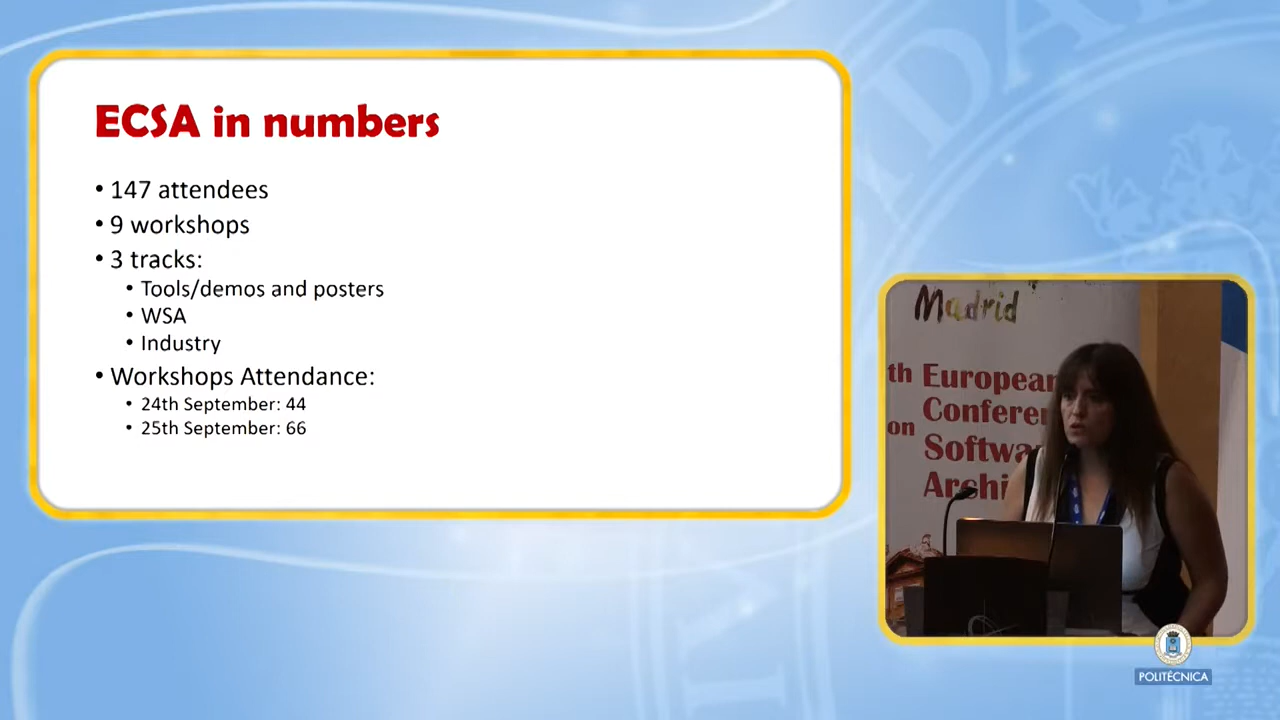 ECSA in numbers
• 147 attendees
• 9 workshops
• 3 tracks:
• Tools/demos and posters
• WSA
• Industry
• Workshops Attendance:
• 24th September: 44
• 25th September: 66
Madrid
th European
Conferen
on
Softwa
Archi
POLITÉCNICA